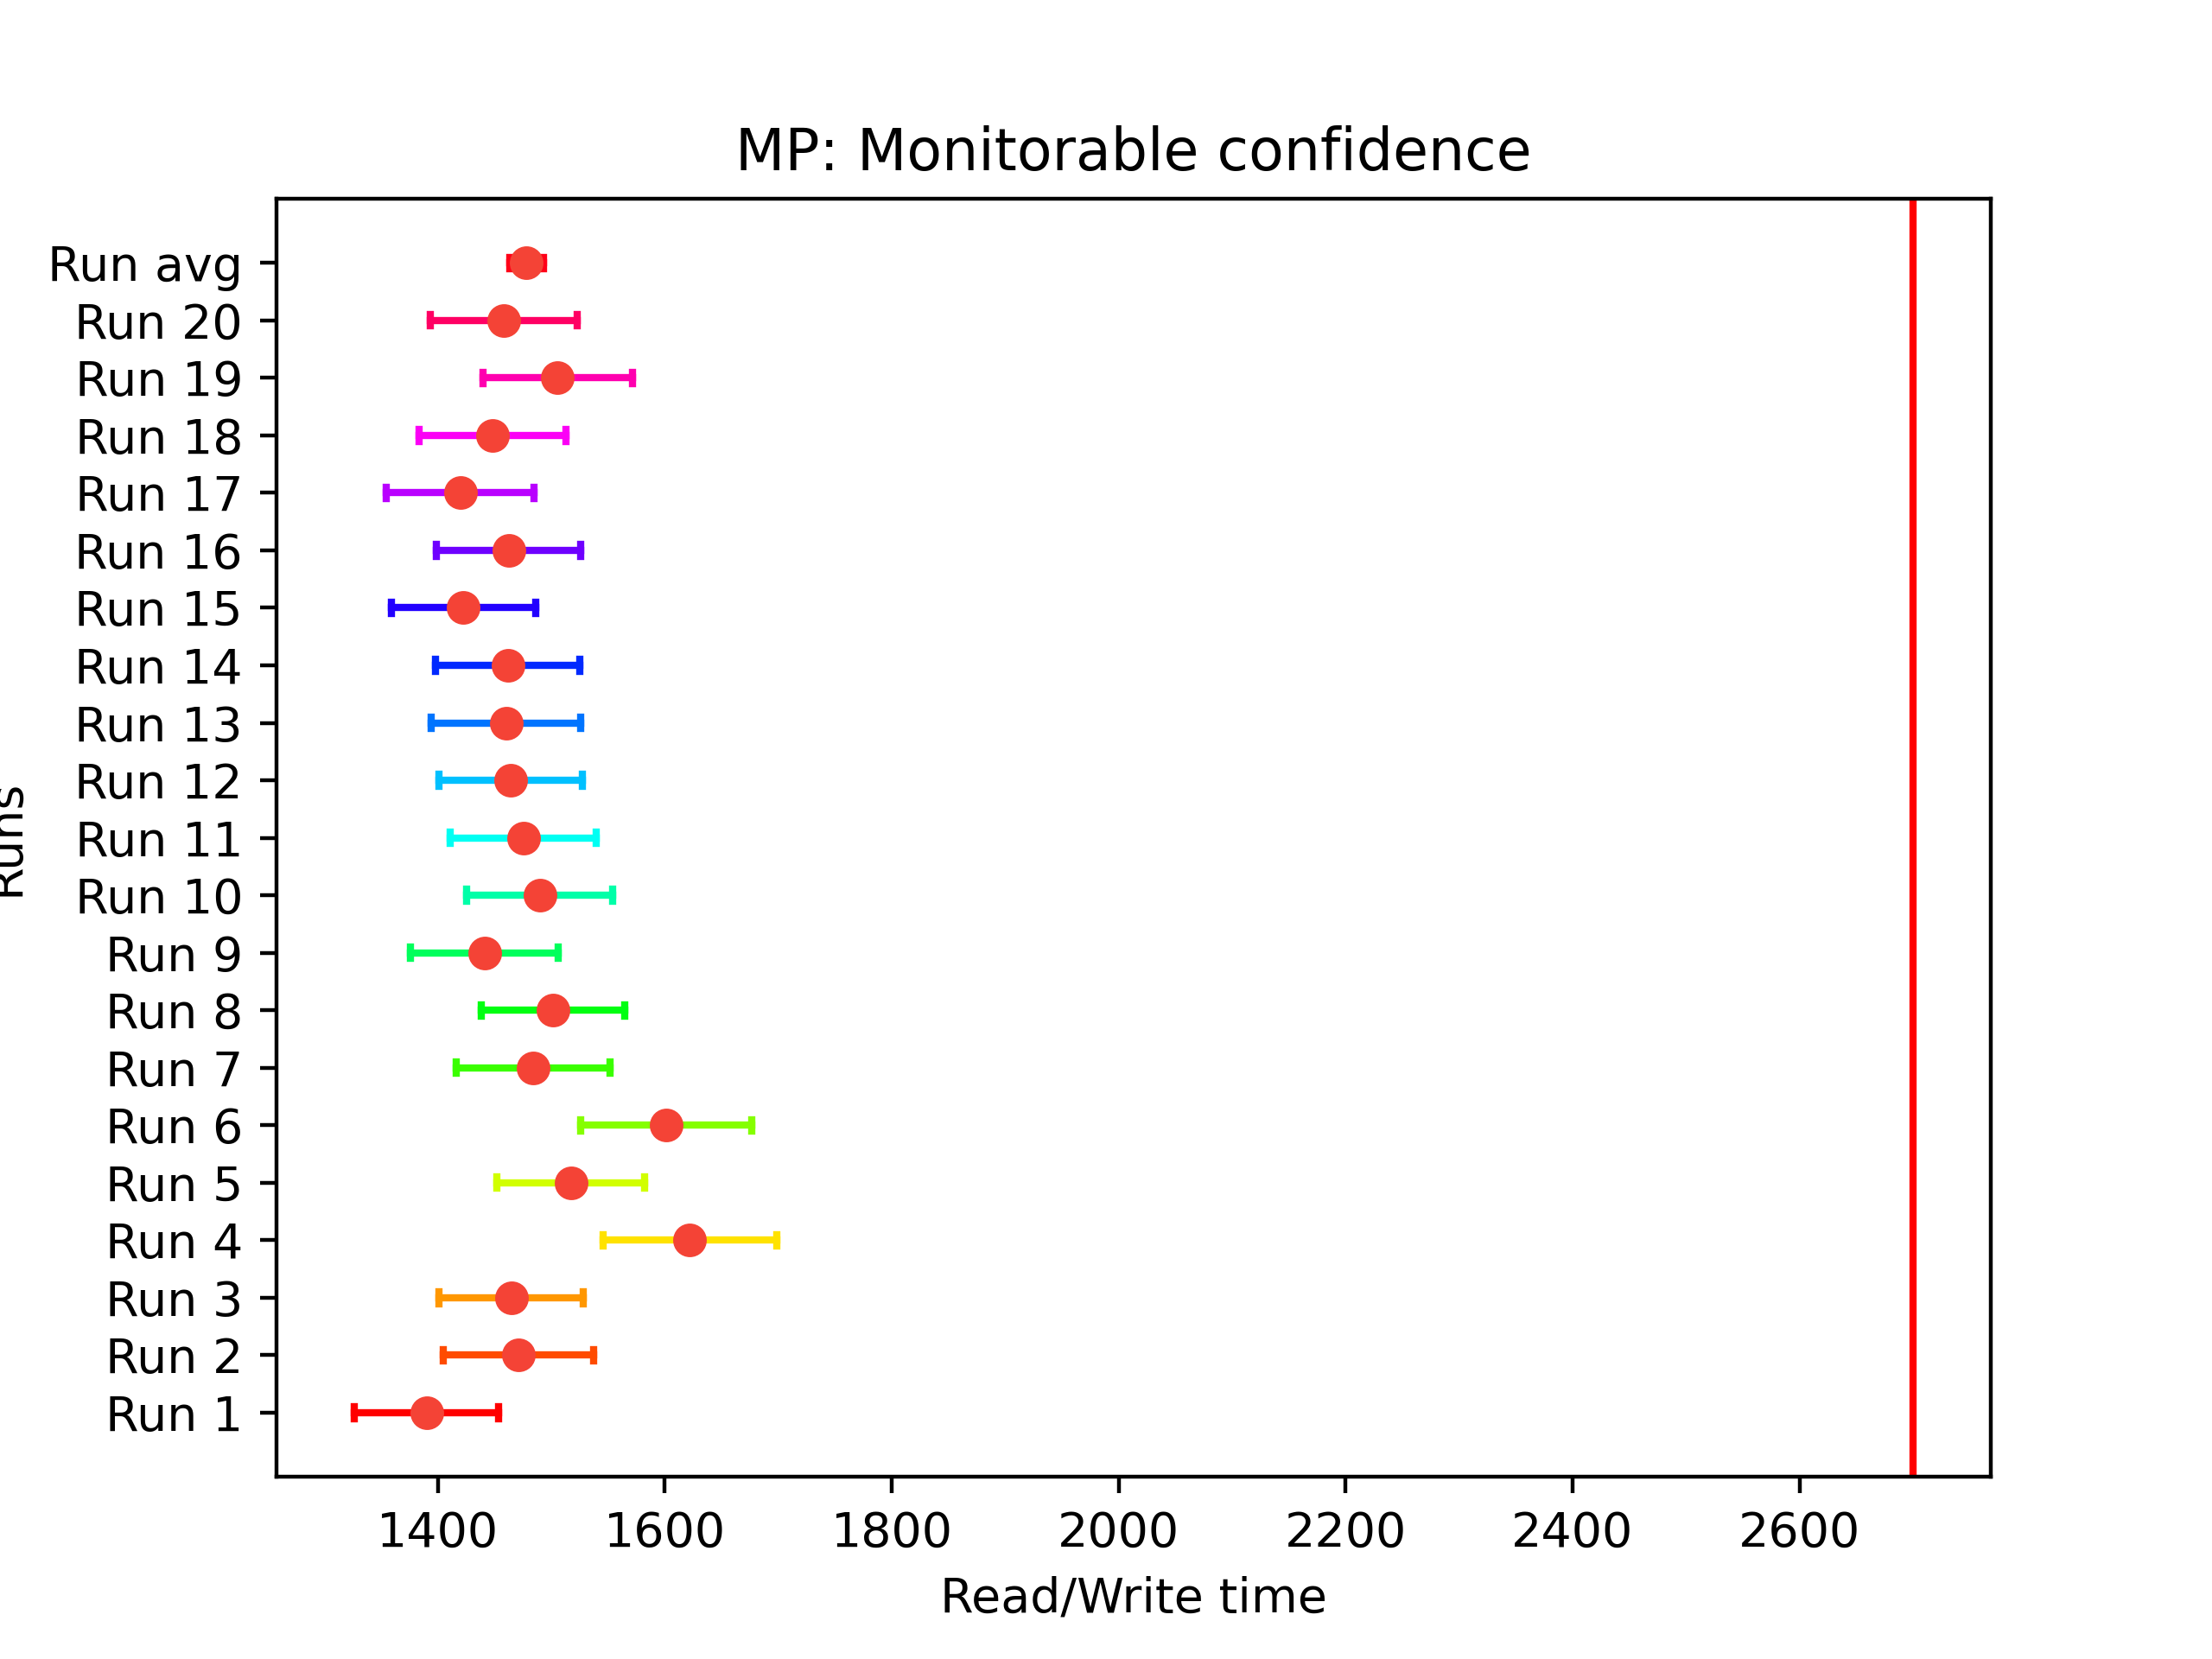 MP: Monitorable confidence
Run avg
Run 20
Run 19
Run 18
Run 17
Run 16
Run 15
Run 14
Run 13
Run 12
Run 11
Run 10
Run 9
Run 8
Run 7
Run 6
Run 5
Run 4
Run 3
Run 2
Run 1
Runs
1400 1600 1800 2000 2200 2400 2600
Read/Write time